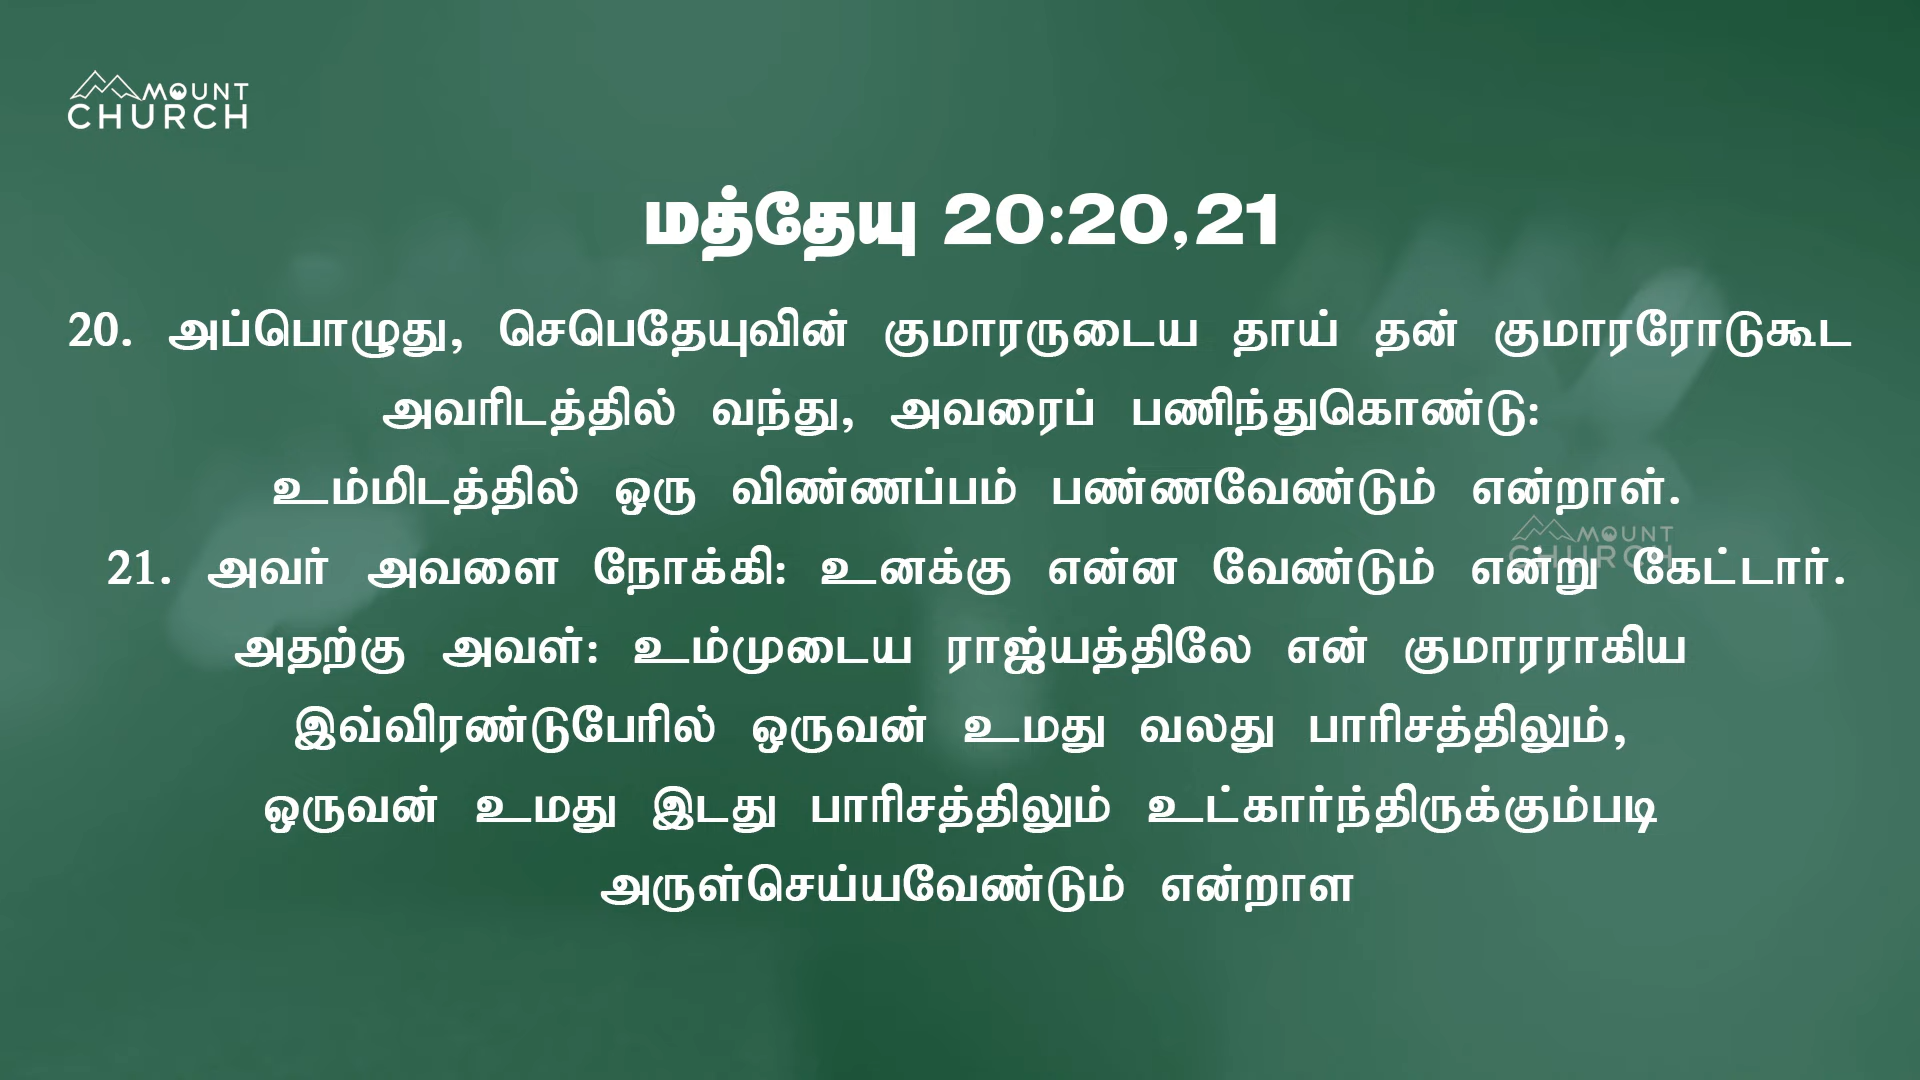 MOUNT
CHURCH
மத்தேயு 20:20,21
20. அப்பொழுது, செபெதேயுவின் குமாரருடைய தாய் தன் குமாரரோடுகூட
அவரிடத்தில் வந்து, அவரைப் பணிந்துகொண்டு:
உம்மிடத்தில் ஒரு விண்ணப்பம் பண்ணவேண்டும் என்றாள்.
MOUNT
CHURCH
21. அவர் அவளை நோக்கி: உனக்கு என்ன வேண்டும் என்று கேட்டார்.
அதற்கு அவள்: உம்முடைய ராஜ்யத்திலே என் குமாரராகிய
இவ்விரண்டுபேரில் ஒருவன் உமது வலது பாரிசத்திலும்,
ஒருவன் உமது இடது பாரிசத்திலும் உட்கார்ந்திருக்கும்படி
அருள்செய்யவேண்டும் என்றாள